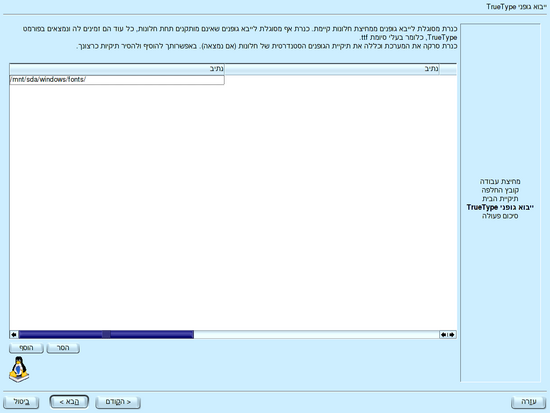 ייבוא גופני TrueType
כנרת מסוגלת לייבא גופנים ממחיצת חלונות קיימת. כנרת אף מסוגלת לייבא גופנים שאינם מותקנים תחת חלונות, כל עוד הם זמינים לה ונמצאים בפורמט
TrueType, כלומר בעלי סיומת ttf.
כנרת סרקה את המערכת וכללה את תיקיית הגופנים הסטנדרטית של חלונות (אם נמצאה). באפשרותך להוסיף ולהסיר תיקיות כרצונך.
נתיב
נתיב
/mnt/sda/windows/fonts/
מחיצת עבודה
קובץ החלפה
תיקיית הבית
ייבוא גופני TrueType
סיכום פעולה
הסר
הוסף
עזרה
< הקודם
הבא >
ביטול